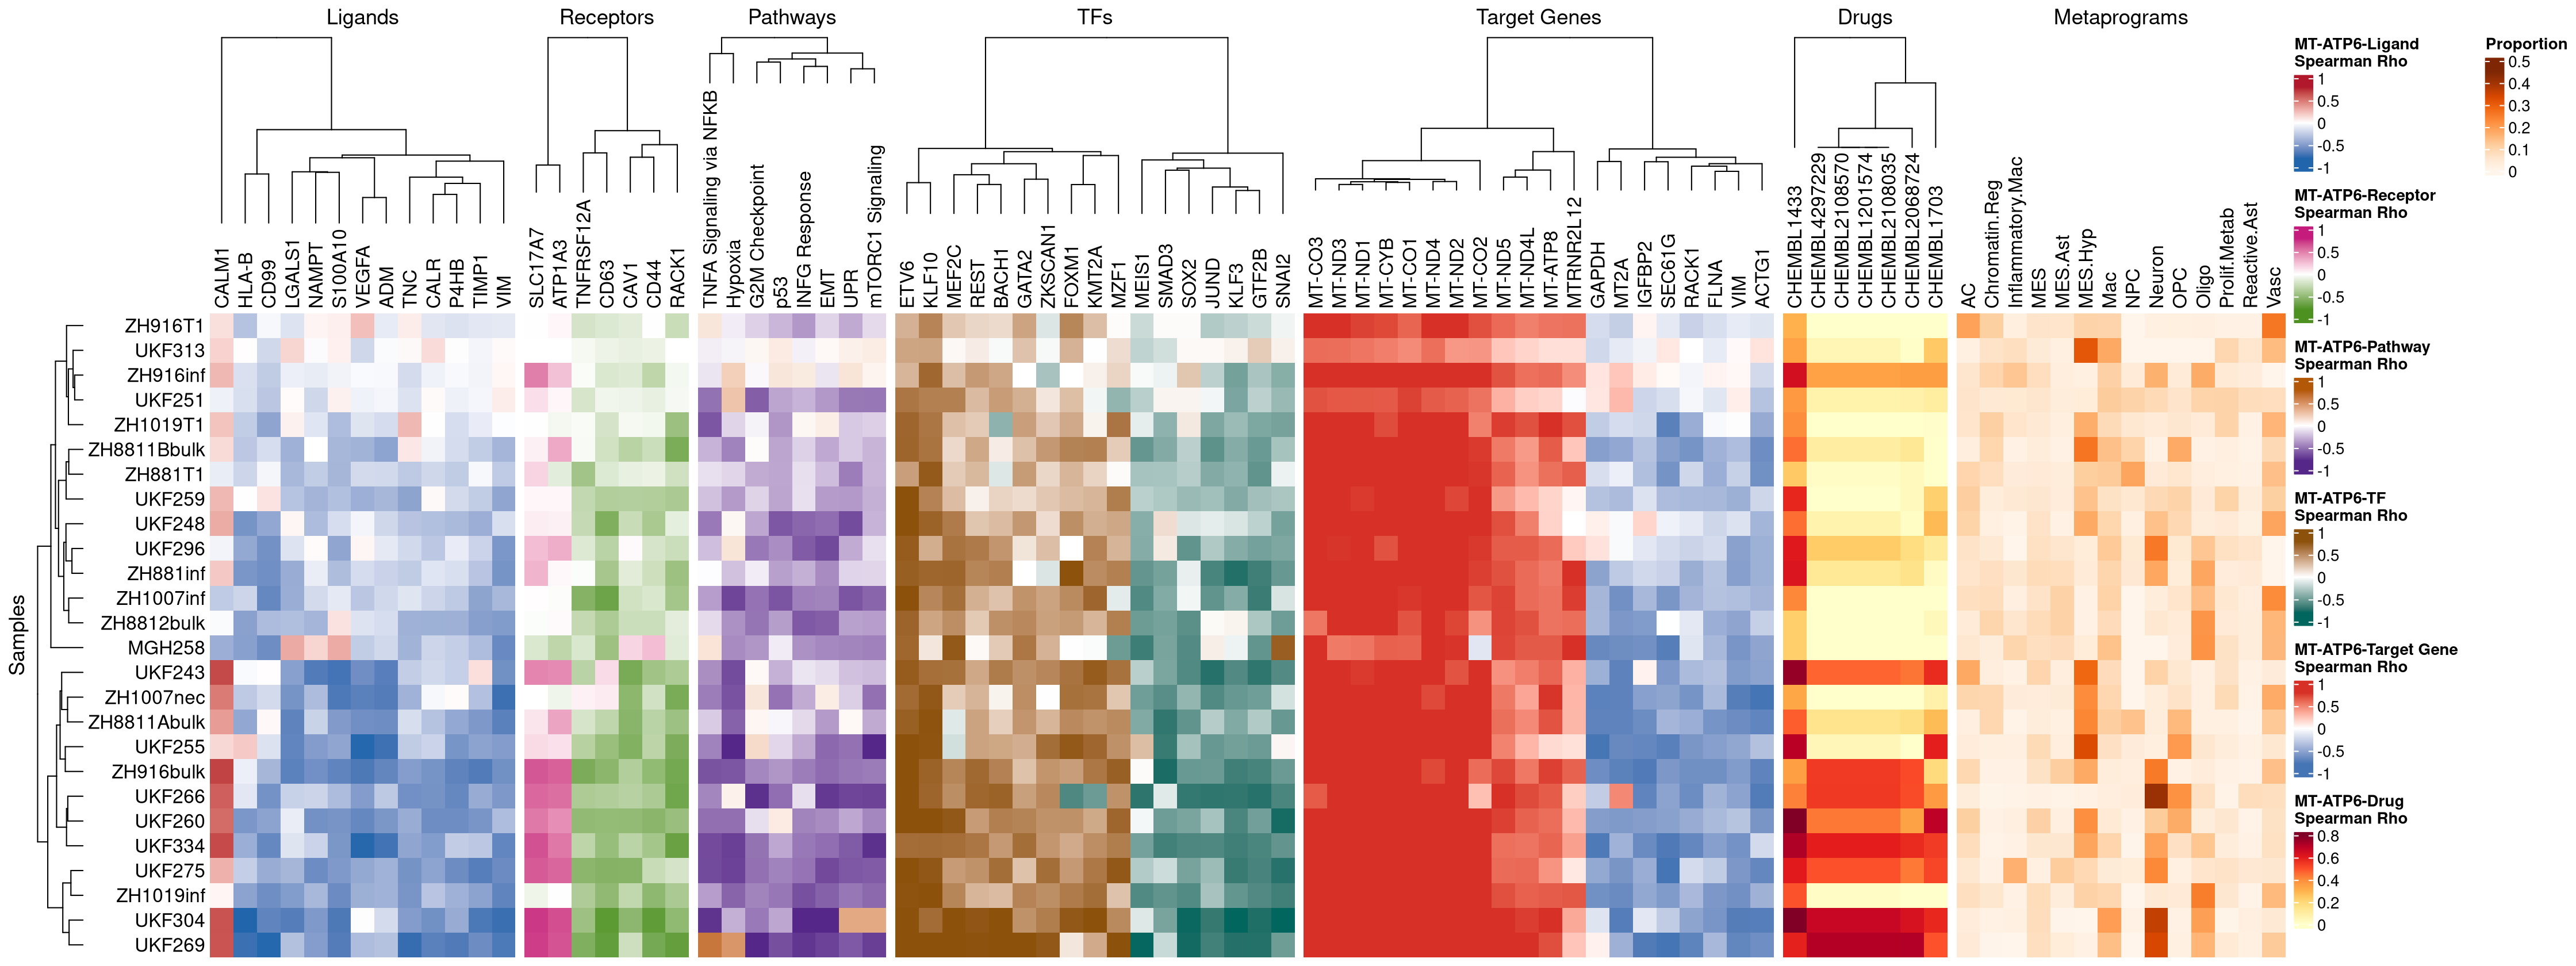 Ligands
Receptors
Pathways
TFs
Target Genes
Drugs
Metaprograms
CALM1
HLA-B
CD99
LGALS1
NAMPT
S100A10
VEGFA
ADM
TNC
CALR
P4HB
TIMP1
VIM
SLC17A7
ATP1A3
TNFRSF12A
CD63
CAV1
CD44
RACK1
TNFA Signaling via NFKB
Hypoxia
G2M Checkpoint
p53
INFG Response
EMT
UPR
mTORC1 Signaling
ETV6
KLF10
MEF2C
REST
BACH1
GATA2
ZKSCAN1
FOXM1
KMT2A
MZF1
MEIS1
SMAD3
SOX2
JUND
KLF3
GTF2B
SNAI2
MT-CO3
MT-ND3
MT-ND1
MT-CYB
MT-CO1
MT-ND4
MT-ND2
MT-CO2
MT-ND5
MT-ND4L
MT-ATP8
MTRNR2L12
GAPDH
MT2A
IGFBP2
SEC61G
RACK1
FLNA
VIM
ACTG1
CHEMBL1433
CHEMBL4297229
CHEMBL2108570
CHEMBL1201574
CHEMBL2108035
CHEMBL2068724
CHEMBL1703
AC
Chromatin.Reg
Inflammatory.Mac
MES
MES.Ast
MES.Hyp
Mac
NPC
Neuron
OPC
Oligo
Prolif.Metab
Reactive.Ast
Vasc
Samples
ZH916T1
UKF313
ZH916inf
UKF251
ZH1019T1
ZH8811Bbulk
ZH881T1
UKF259
UKF248
UKF296
ZH881inf
ZH1007inf
ZH8812bulk
MGH258
UKF243
ZH1007nec
ZH8811Abulk
UKF255
ZH916bulk
UKF266
UKF260
UKF334
UKF275
ZH1019inf
UKF304
UKF269
MT-ATP6-Ligand
Spearman Rho
1
0.5
0
-0.5
-1
MT-ATP6-Receptor
Spearman Rho
1
0.5
0
-0.5
-1
MT-ATP6-Pathway
Spearman Rho
1
0.5
0
-0.5
-1
MT-ATP6-TF
Spearman Rho
1
0.5
0
-0.5
-1
MT-ATP6-Target Gene
Spearman Rho
1
0.5
0
-0.5
-1
MT-ATP6-Drug
Spearman Rho
0.8
0.6
0.4
0.2
0
Proportion
0.5
0.4
0.3
0.2
0.1
0